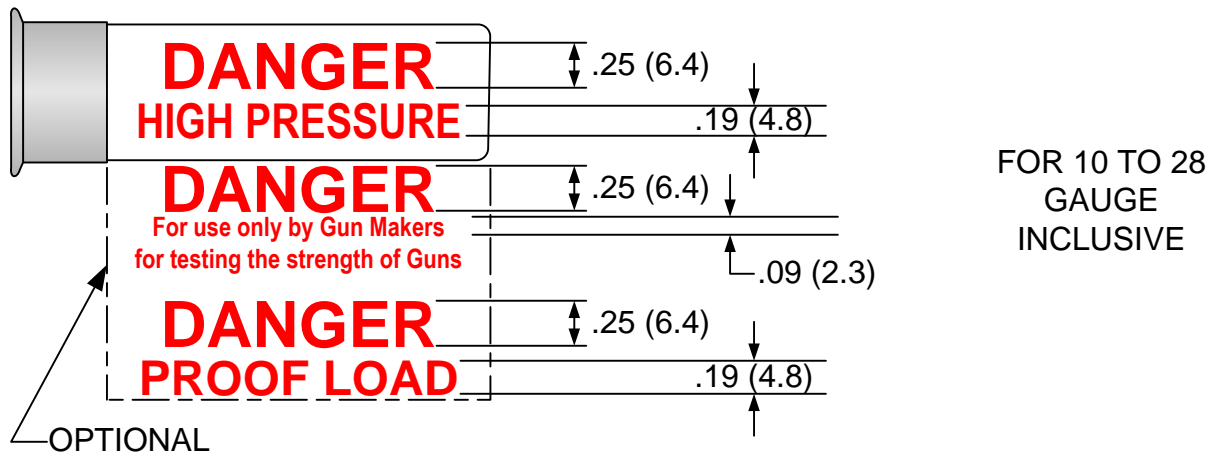 DANGER
.25 (6.4)
HIGH PRESSURE
.19 (4.8)
DANGER
.25 (6.4)
For use only by Gun Makers
for testing the strength of Guns
.09 (2.3)
DANGER
.25 (6.4)
PROOF LOAD
.19 (4.8)
OPTIONAL
FOR 10 TO 28
GAUGE
INCLUSIVE